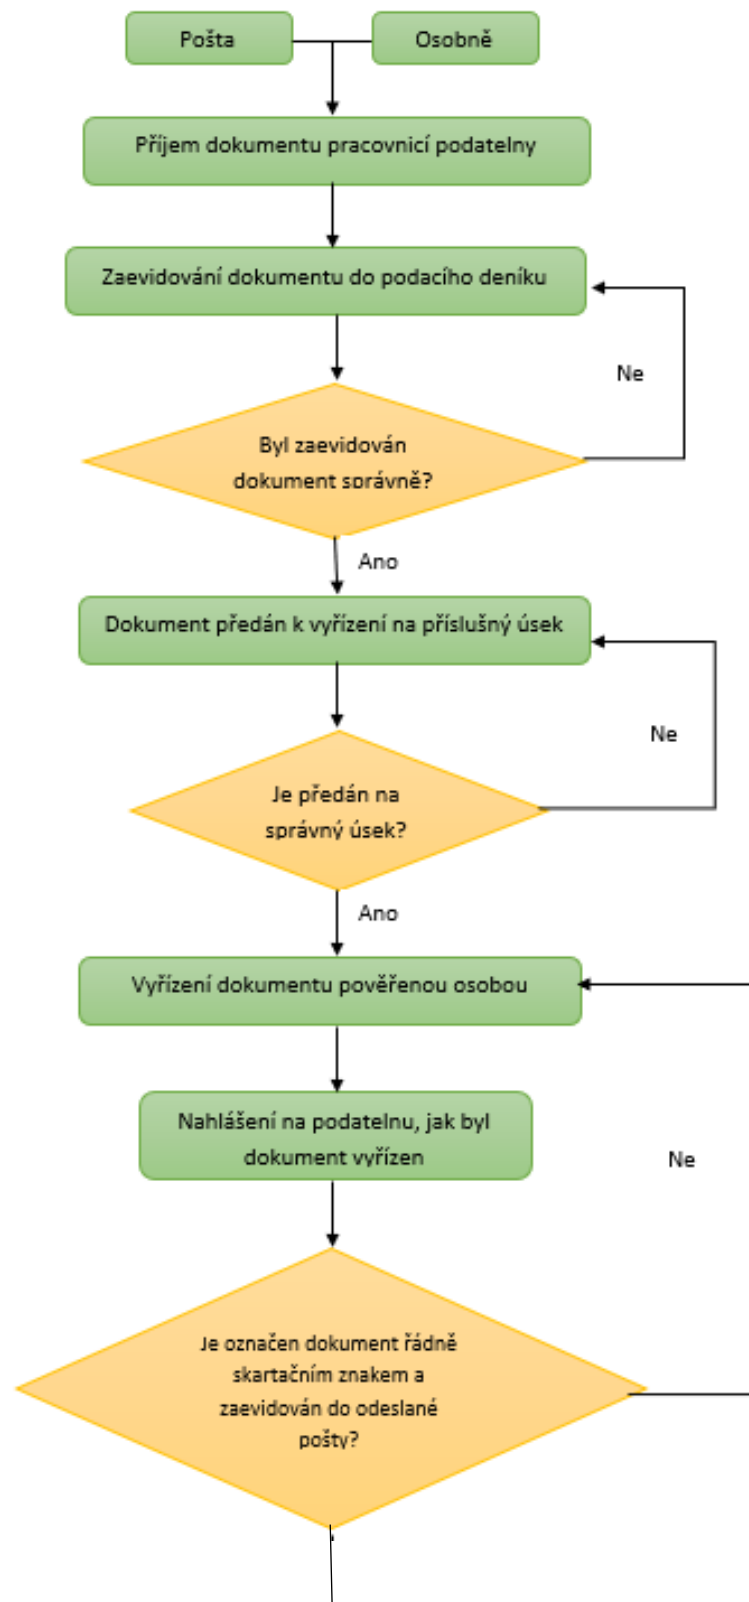 Pošta
Osobně
Příjem dokumentu pracovnicí podatelny
Zaevidování dokumentu do podacího deníku
Ne
Byl zaevidován
dokument správně?
Ano
Dokument předán k vyřízení na příslušný úsek
Ne
Je předán na
správný úsek?
Ano
Vyřízení dokumentu pověřenou osobou
Nahlášení na podatelnu, jak byl
dokument vyřízen
Ne
Je označen dokument řádně
skartačním znakem a
zaevidován do odeslané
pošty?